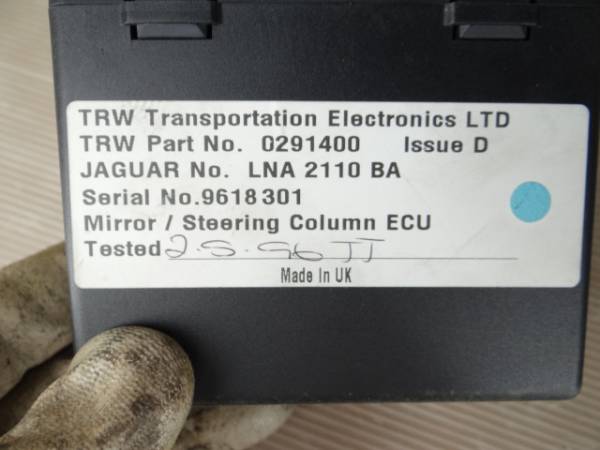 TRW Transportation Electronics LTD
TRW Part No. 0291400 Issue D
JAGUAR No. LNA 2110 BA
Serial No.9618301
Mirror / Steering Column ECU
Tested 2.5.96 JJ
Made In UK